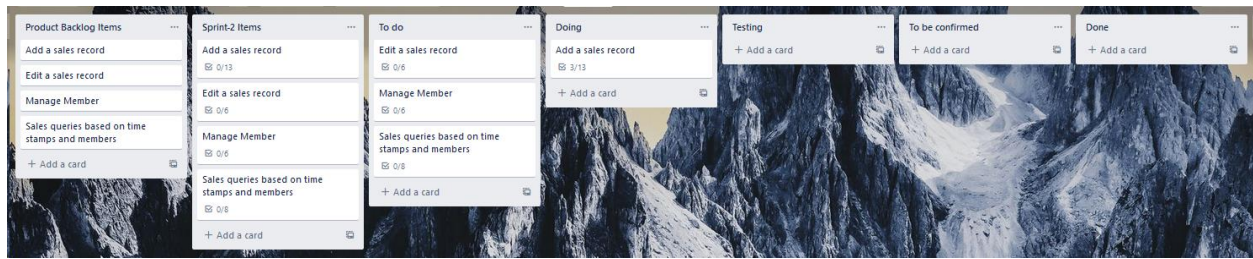 Product Backlog Items
Add a sales record
Edit a sales record
Manage Member
Sales queries based on time
stamps and members
+ Add a card
Sprint-2 Items
Add a sales record
0/13
Edit a sales record
0/6
Manage Member
0/6
Sales queries based on time
stamps and members
0/8
+ Add a card
To do
Edit a sales record
0/6
Manage Member
0/6
Sales queries based on time
stamps and members
0/8
+ Add a card
Doing
Add a sales record
3/13
+ Add a card
Testing
+ Add a card
To be confirmed
+ Add a card
Done
+ Add a card